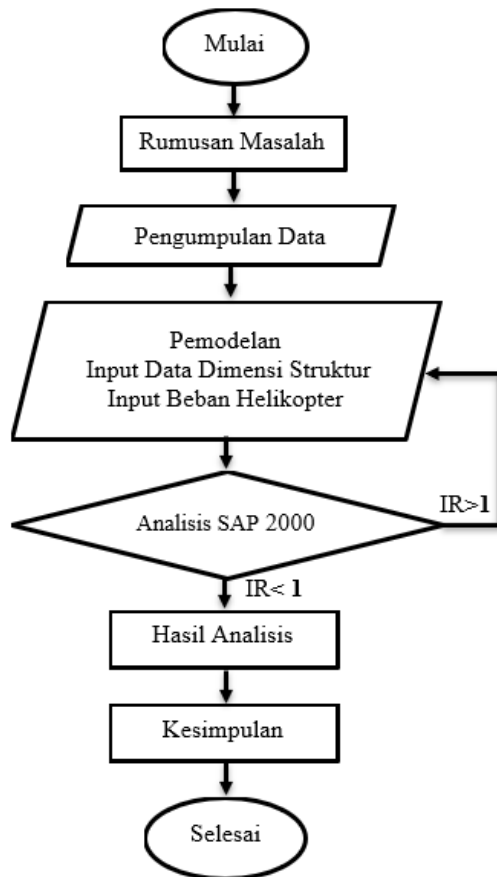 Mulai
Rumusan Masalah
Pengumpulan Data
Pemodelan
Input Data Dimensi Struktur
Input Beban Helikopter
Analisis SAP 2000
IR>1
IR< 1
Hasil Analisis
Kesimpulan
Selesai